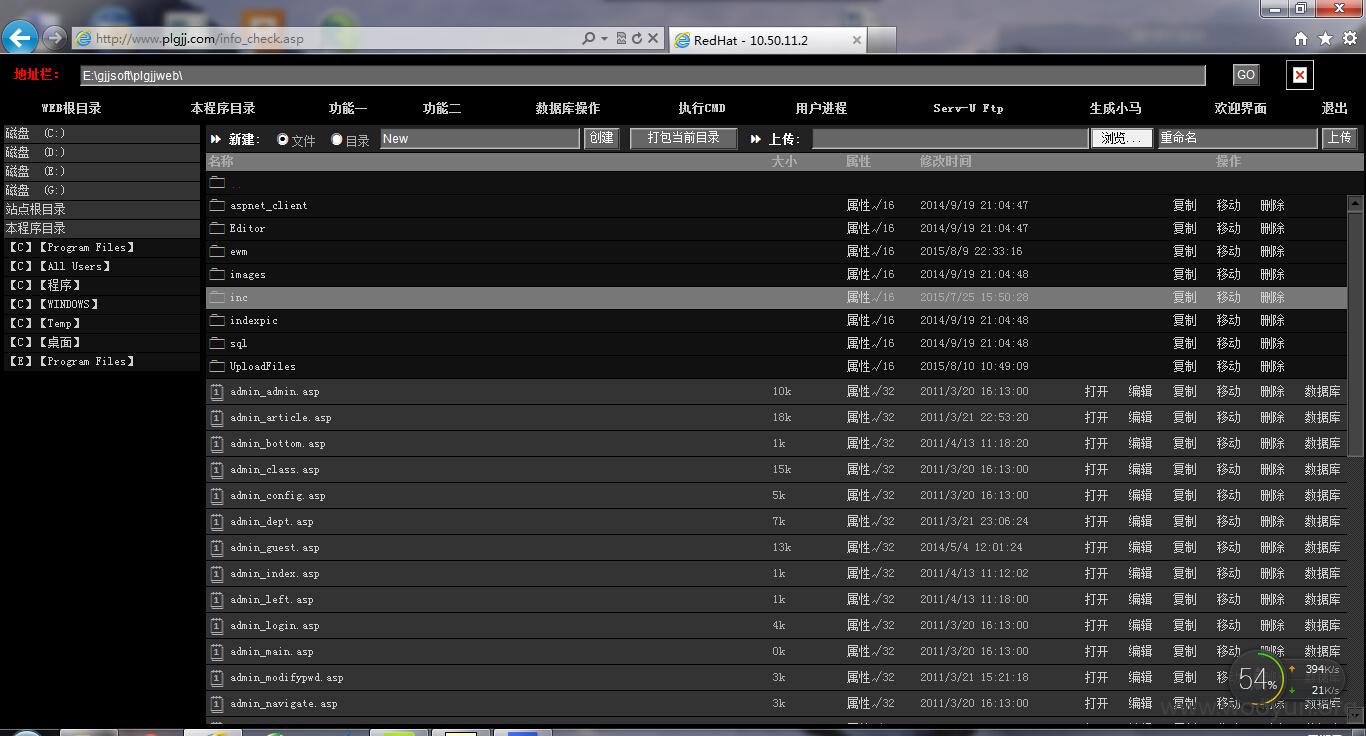 http://www.plgjj.com/info_check.asp
RedHat - 10.50.11.2
地址栏: E:\gjjsoft\plgjjweb\ GO
WEB根目录 本程序目录 功能一 功能二 数据库操作 执行CMD 用户进程 Serv-U Ftp 生成小马 欢迎界面 退出
磁盘 (C:)
磁盘 (D:)
磁盘 (E:)
磁盘 (G:)
站点根目录
本程序目录
【C】【Program Files】
【C】【All Users】
【C】【程序】
【C】【WINDOWS】
【C】【Temp】
【C】【桌面】
【E】【Program Files】
新建: 文件 目录 New 创建 打包当前目录 上传: 浏览... 重命名 上传
名称 大小 属性 修改时间 操作
..
aspnet_client 属性√16 2014/9/19 21:04:47 复制 移动 删除
Editor 属性√16 2014/9/19 21:04:47 复制 移动 删除
ewm 属性√16 2015/8/9 22:33:16 复制 移动 删除
images 属性√16 2014/9/19 21:04:48 复制 移动 删除
inc 属性√16 2015/7/25 15:50:28 复制 移动 删除
indexpic 属性√16 2014/9/19 21:04:48 复制 移动 删除
sql 属性√16 2014/9/19 21:04:48 复制 移动 删除
UploadFiles 属性√16 2015/8/10 10:49:09 复制 移动 删除
admin_admin.asp 10k 属性√32 2011/3/20 16:13:00 打开 编辑 复制 移动 删除 数据库
admin_article.asp 18k 属性√32 2011/3/21 22:53:20 打开 编辑 复制 移动 删除 数据库
admin_bottom.asp 1k 属性√32 2011/4/13 11:18:20 打开 编辑 复制 移动 删除 数据库
admin_class.asp 15k 属性√32 2011/3/20 16:13:00 打开 编辑 复制 移动 删除 数据库
admin_config.asp 5k 属性√32 2011/3/20 16:13:00 打开 编辑 复制 移动 删除 数据库
admin_dept.asp 7k 属性√32 2011/3/21 23:06:24 打开 编辑 复制 移动 删除 数据库
admin_guest.asp 13k 属性√32 2014/5/4 12:01:24 打开 编辑 复制 移动 删除 数据库
admin_index.asp 1k 属性√32 2011/4/13 11:12:02 打开 编辑 复制 移动 删除 数据库
admin_left.asp 1k 属性√32 2011/4/13 11:18:00 打开 编辑 复制 移动 删除 数据库
admin_login.asp 4k 属性√32 2011/3/20 16:13:00 打开 编辑 复制 移动 删除 数据库
admin_main.asp 0k 属性√32 2011/3/20 16:13:00 打开 编辑 复制 移动 删除
admin_modifypwd.asp 3k 属性√32 2011/3/21 15:21:18 打开 编辑 复制
admin_navigate.asp 3k 属性√32 2011/3/20 16:13:00 打开 编辑 复制 移动 删除 数据库
54%
394K/s
21K/s